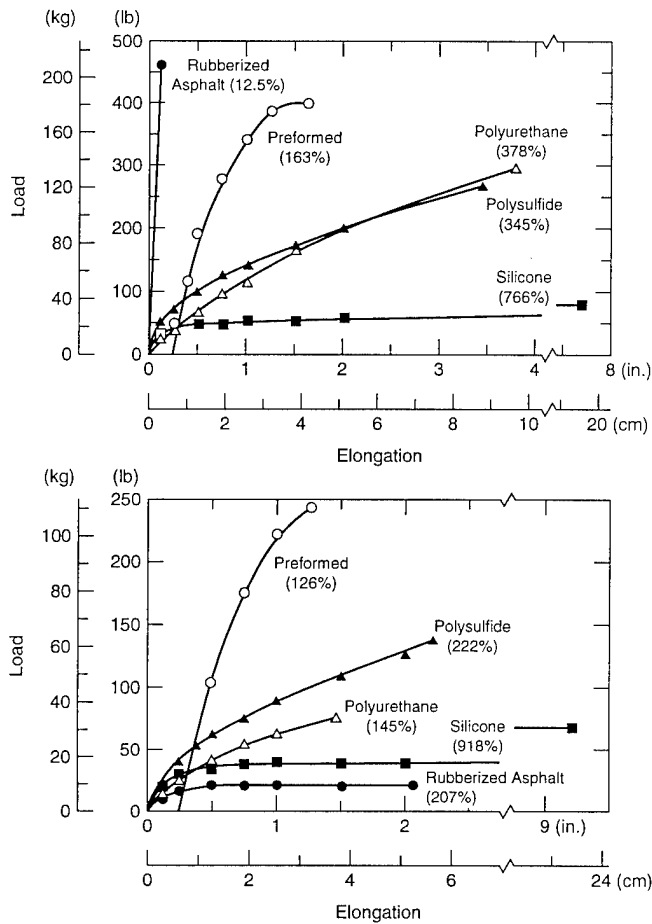 (kg)
(lb)
500
400
300
200
100
0
200
160
120
80
40
0
Load
Rubberized
Asphalt (12.5%)
Preformed
(163%)
Polyurethane
(378%)
Polysulfide
(345%)
Silicone
(766%)
0 1 2 3 4 8 (in.)
0 2 4 6 8 10 20 (cm)
Elongation
(kg)
(lb)
250
200
150
100
50
0
100
80
60
40
20
0
Load
Preformed
(126%)
Polysulfide
(222%)
Polyurethane
(145%)
Silicone
(918%)
Rubberized Asphalt
(207%)
0 1 2 9 (in.)
0 2 4 6 24 (cm)
Elongation